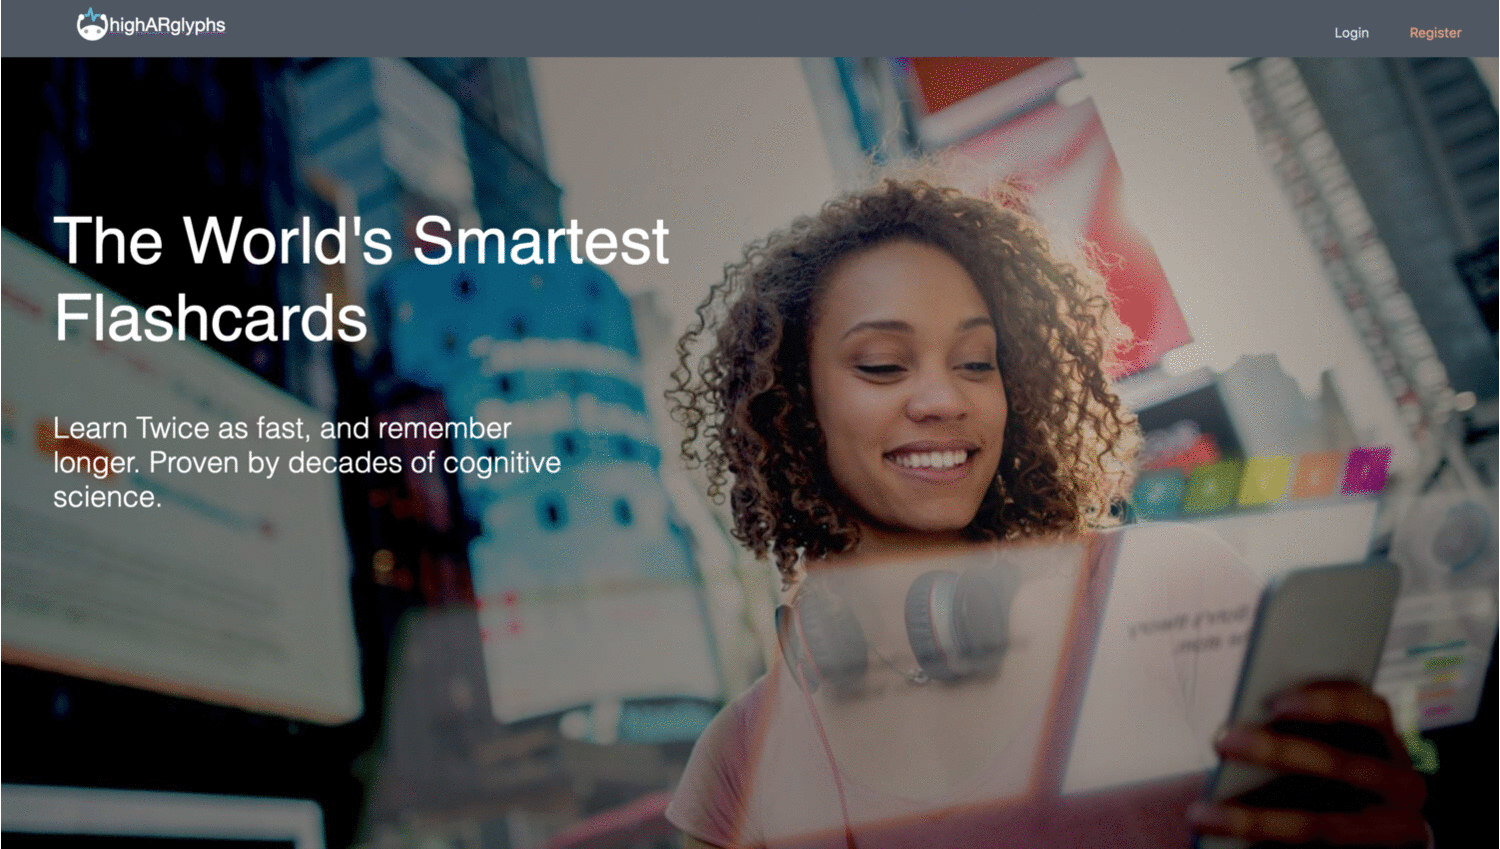 highARglyphs
Login
Register
The World's Smartest
Flashcards
Learn Twice as fast, and remember
longer. Proven by decades of cognitive
science.